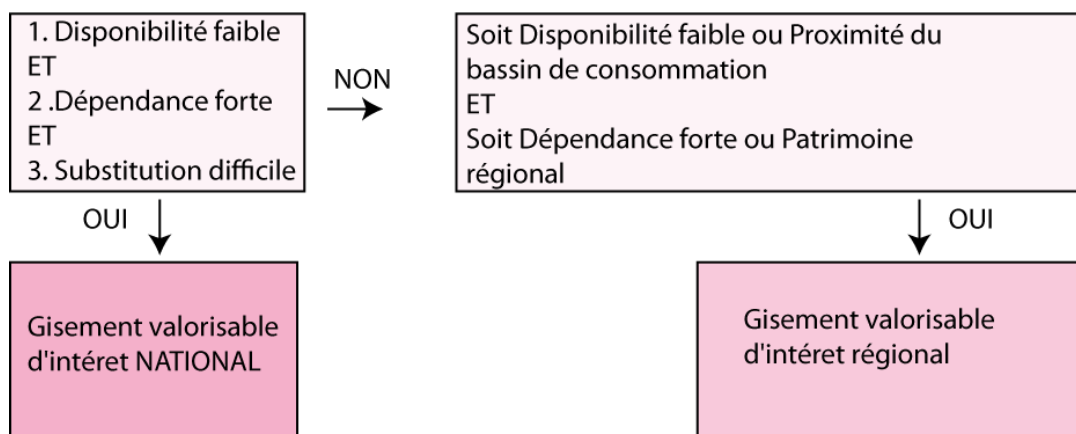 1. Disponibilité faible
ET
2 .Dépendance forte
ET
3. Substitution difficile
NON
Soit Disponibilité faible ou Proximité du
bassin de consommation
ET
Soit Dépendance forte ou Patrimoine
régional
OUI
OUI
Gisement valorisable
d'intéret NATIONAL
Gisement valorisable
d'intéret régional